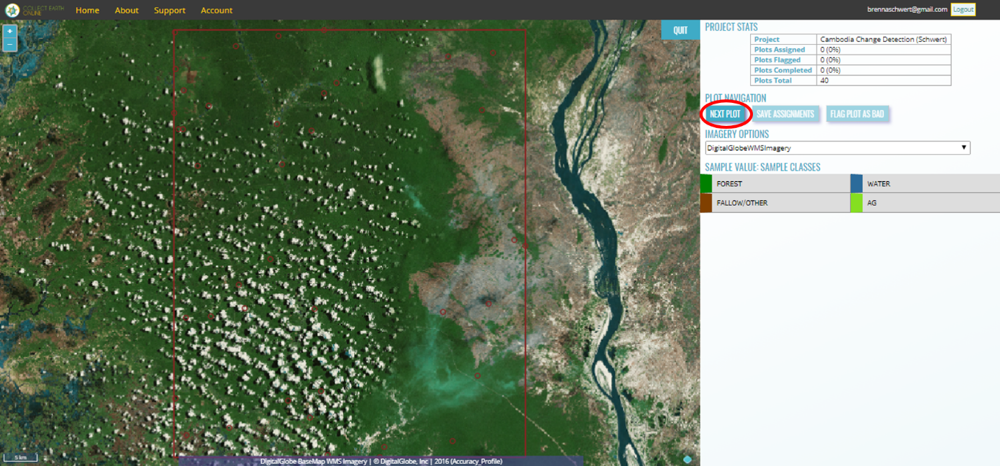 COLLECT EARTH
ONLINE
Home About Support Account
brennaschwert@gmail.com Logout
+
−
QUIT
PROJECT STATS
Project Cambodia Change Detection (Schwert)
Plots Assigned 0 (0%)
Plots Flagged 0 (0%)
Plots Completed 0 (0%)
Plots Total 40
PLOT NAVIGATION
NEXT PLOT SAVE ASSIGNMENTS FLAG PLOT AS BAD
IMAGERY OPTIONS
DigitalGlobeWMSImagery
SAMPLE VALUE: SAMPLE CLASSES
FOREST WATER
FALLOW/OTHER AG
5 km
DigitalGlobe BaseMap WMS Imagery | © DigitalGlobe, Inc | 2016 (Accuracy_Profile)